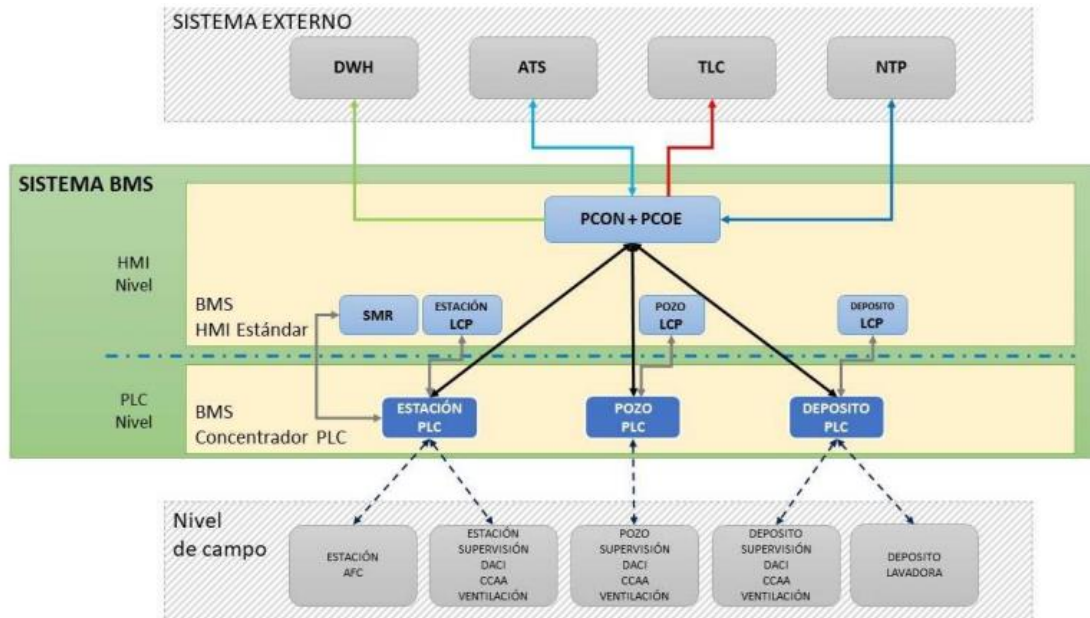 SISTEMA EXTERNO
DWH
ATS
TLC
NTP
SISTEMA BMS
HMI
Nivel
PCON + PCOE
BMS
HMI Estándar
SMR
ESTACIÓN
LCP
POZO
LCP
DEPOSITO
LCP
PLC
Nivel
BMS
Concentrador PLC
ESTACIÓN
PLC
POZO
PLC
DEPOSITO
PLC
Nivel
de campo
ESTACIÓN
AFC
ESTACIÓN
SUPERVISIÓN
DACI
CCAA
VENTILACIÓN
POZO
SUPERVISIÓN
DACI
CCAA
VENTILACIÓN
DEPOSITO
SUPERVISIÓN
DACI
CCAA
VENTILACIÓN
DEPOSITO
LAVADORA